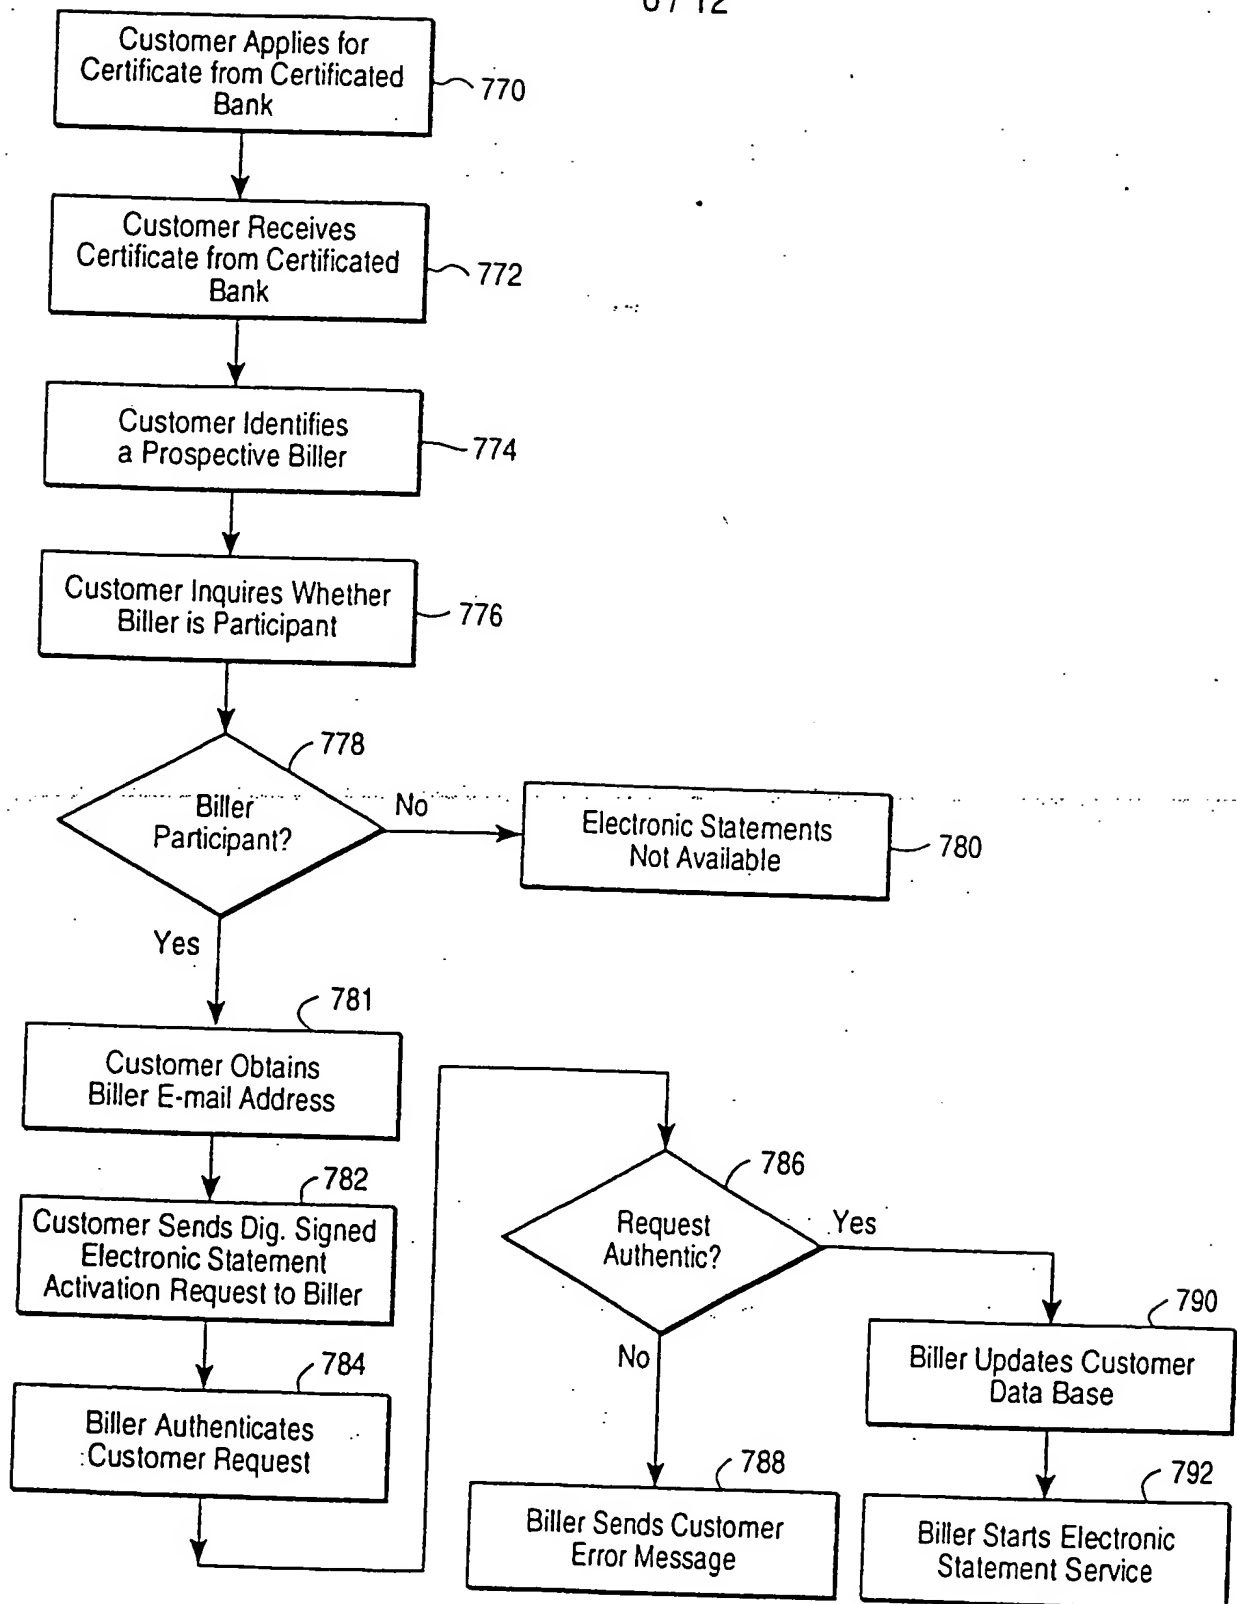 6 / 12
Customer Applies for
Certificate from Certificated
Bank
770
Customer Receives
Certificate from Certificated
Bank
772
Customer Identifies
a Prospective Biller
774
Customer Inquires Whether
Biller is Participant
776
778
Biller
Participant?
No
Electronic Statements
Not Available
780
Yes
781
Customer Obtains
Biller E-mail Address
782
Customer Sends Dig. Signed
Electronic Statement
Activation Request to Biller
784
Biller Authenticates
Customer Request
786
Request
Authentic?
Yes
No
788
Biller Sends Customer
Error Message
790
Biller Updates Customer
Data Base
792
Biller Starts Electronic
Statement Service